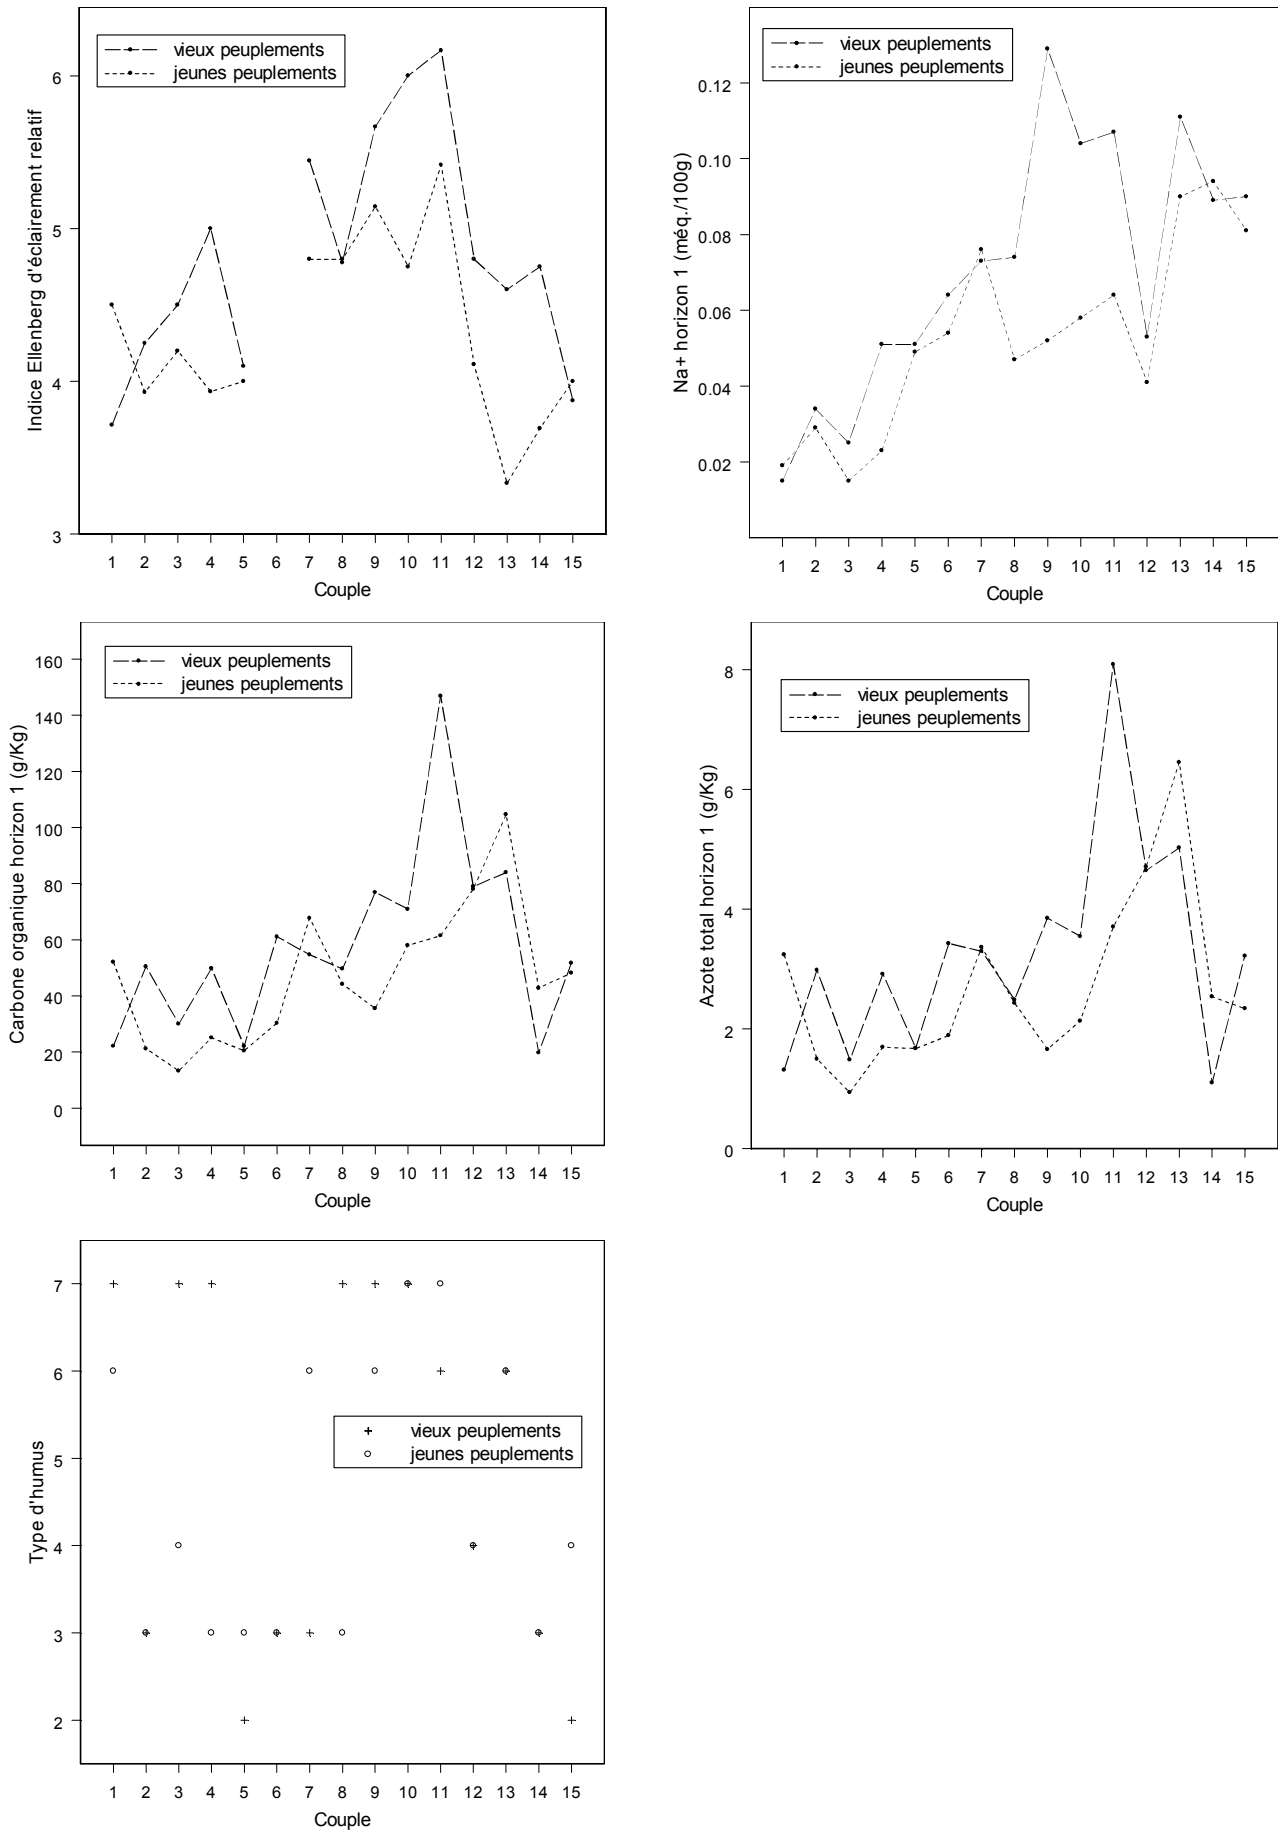 vieux peuplements
jeunes peuplements
Indice Ellenberg d'éclairement relatif
6
5
4
3
1 2 3 4 5 6 7 8 9 10 11 12 13 14 15
Couple
vieux peuplements
jeunes peuplements
Na+ horizon 1 (méq./100g)
0.12
0.10
0.08
0.06
0.04
0.02
1 2 3 4 5 6 7 8 9 10 11 12 13 14 15
Couple
vieux peuplements
jeunes peuplements
Carbone organique horizon 1 (g/Kg)
160
140
120
100
80
60
40
20
0
1 2 3 4 5 6 7 8 9 10 11 12 13 14 15
Couple
vieux peuplements
jeunes peuplements
Azote total horizon 1 (g/Kg)
8
6
4
2
0
1 2 3 4 5 6 7 8 9 10 11 12 13 14 15
Couple
vieux peuplements
jeunes peuplements
Type d'humus
7
6
5
4
3
2
1 2 3 4 5 6 7 8 9 10 11 12 13 14 15
Couple